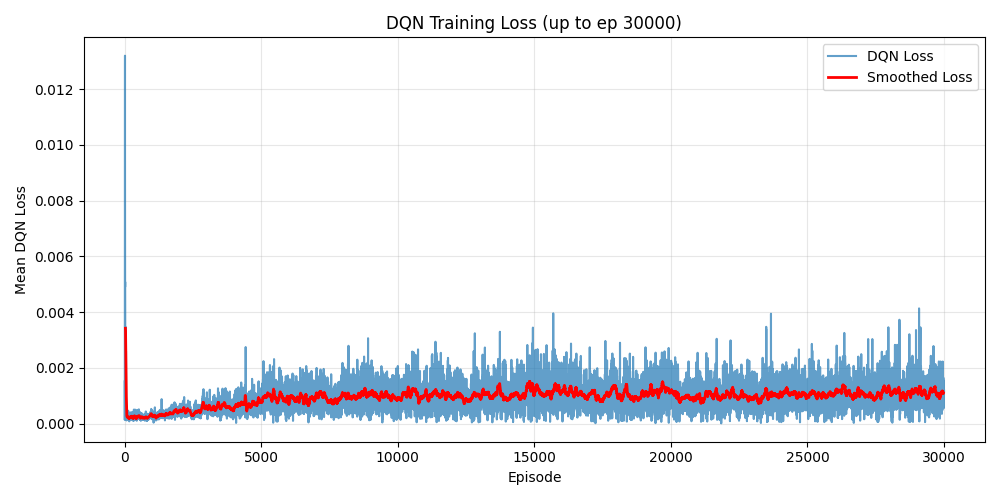 DQN Training Loss (up to ep 30000)
DQN Loss
Smoothed Loss
Mean DQN Loss
0.012
0.010
0.008
0.006
0.004
0.002
0.000
0
5000
10000
15000
20000
25000
30000
Episode